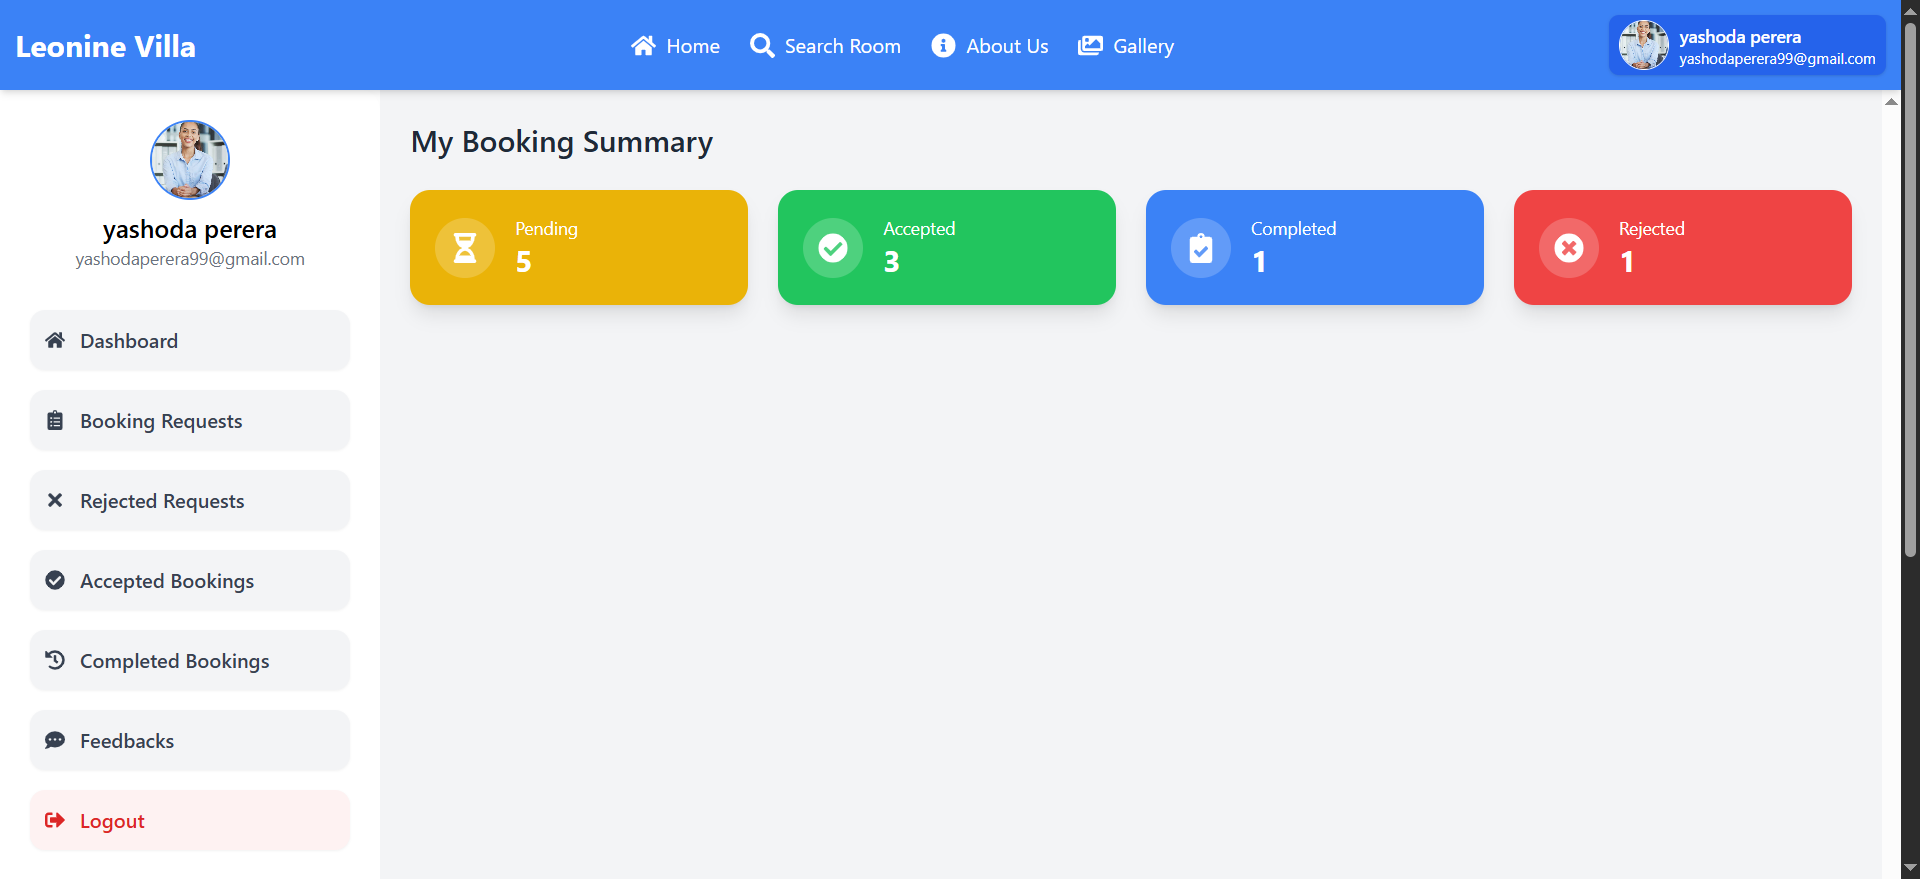 Leonine Villa
Home
Search Room
About Us
Gallery
yashoda perera
yashodaperera99@gmail.com
yashoda perera
yashodaperera99@gmail.com
Dashboard
Booking Requests
Rejected Requests
Accepted Bookings
Completed Bookings
Feedbacks
Logout
My Booking Summary
Pending
5
Accepted
3
Completed
1
Rejected
1